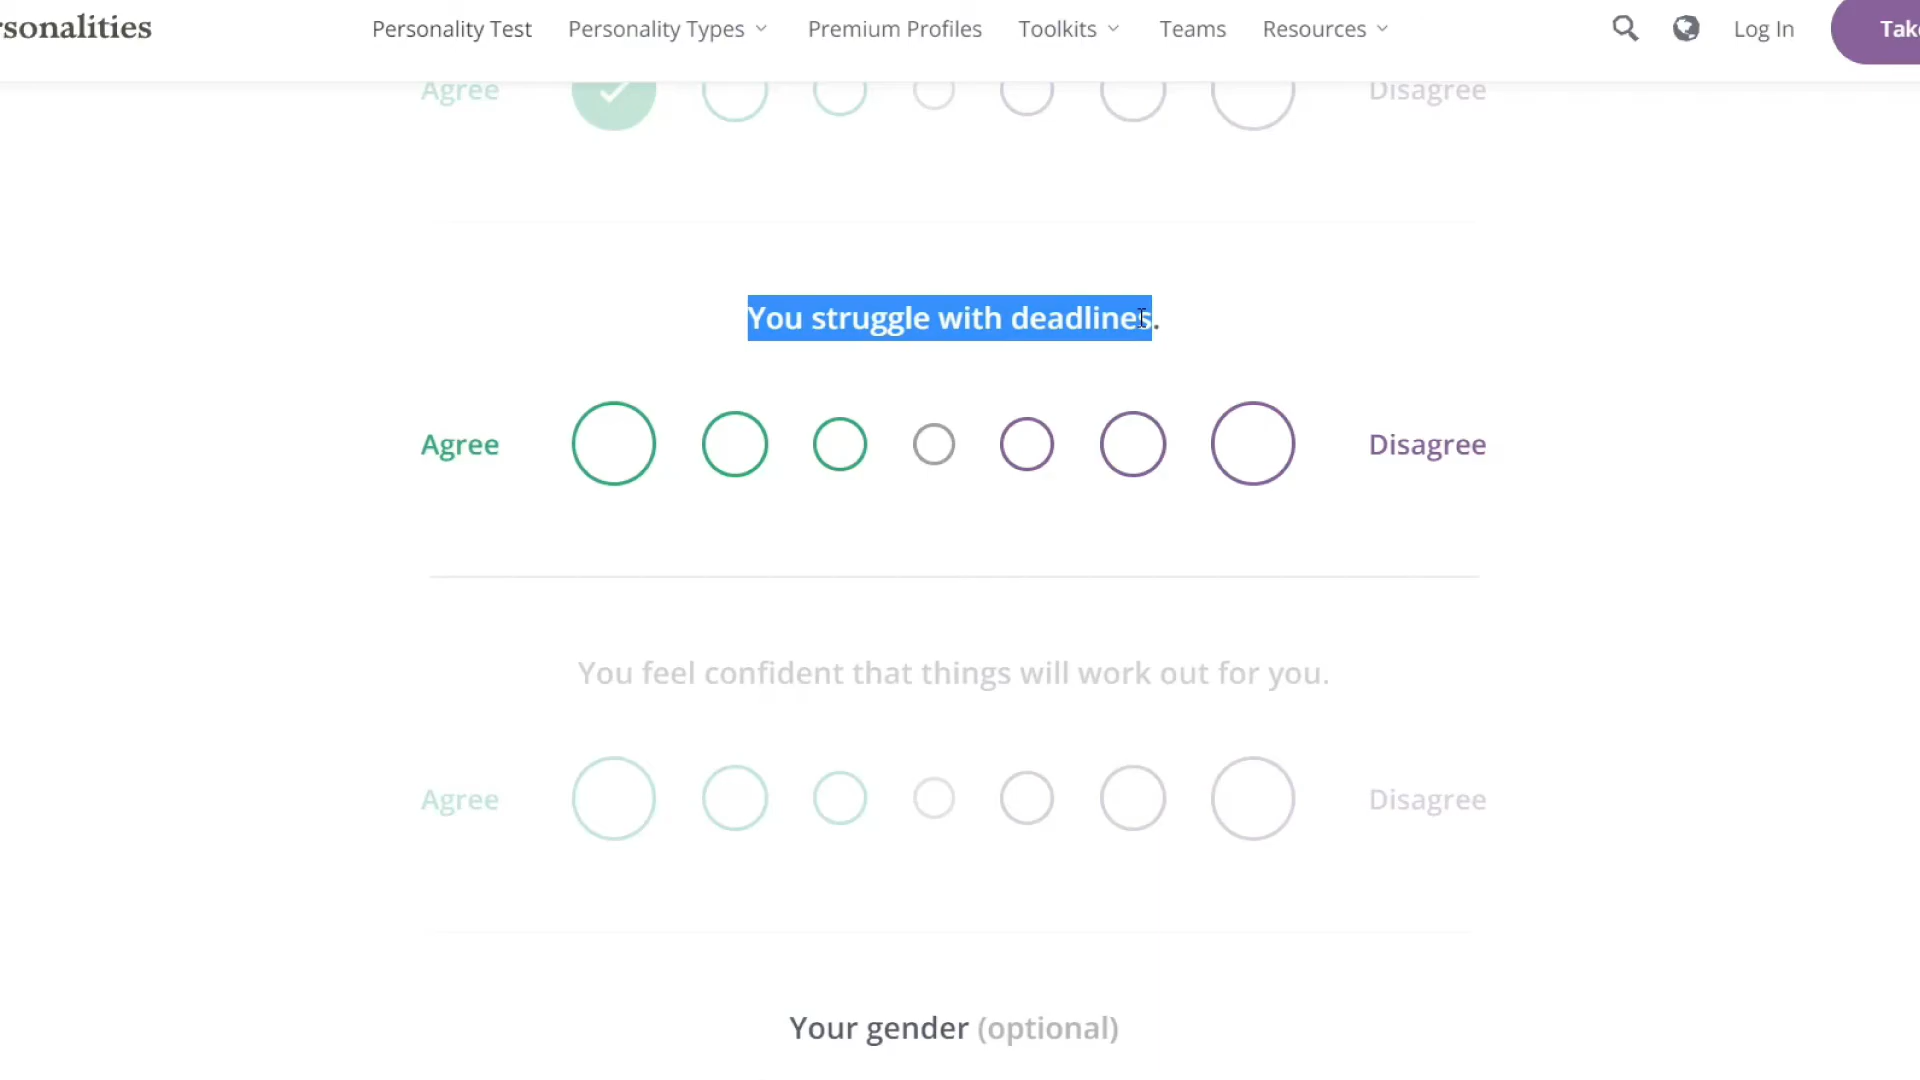 rsonalities
Personality Test Personality Types Premium Profiles Toolkits Teams Resources Log In Tak
Agree Disagree
You struggle with deadlines.
Agree Disagree
You feel confident that things will work out for you.
Agree Disagree
Your gender (optional)